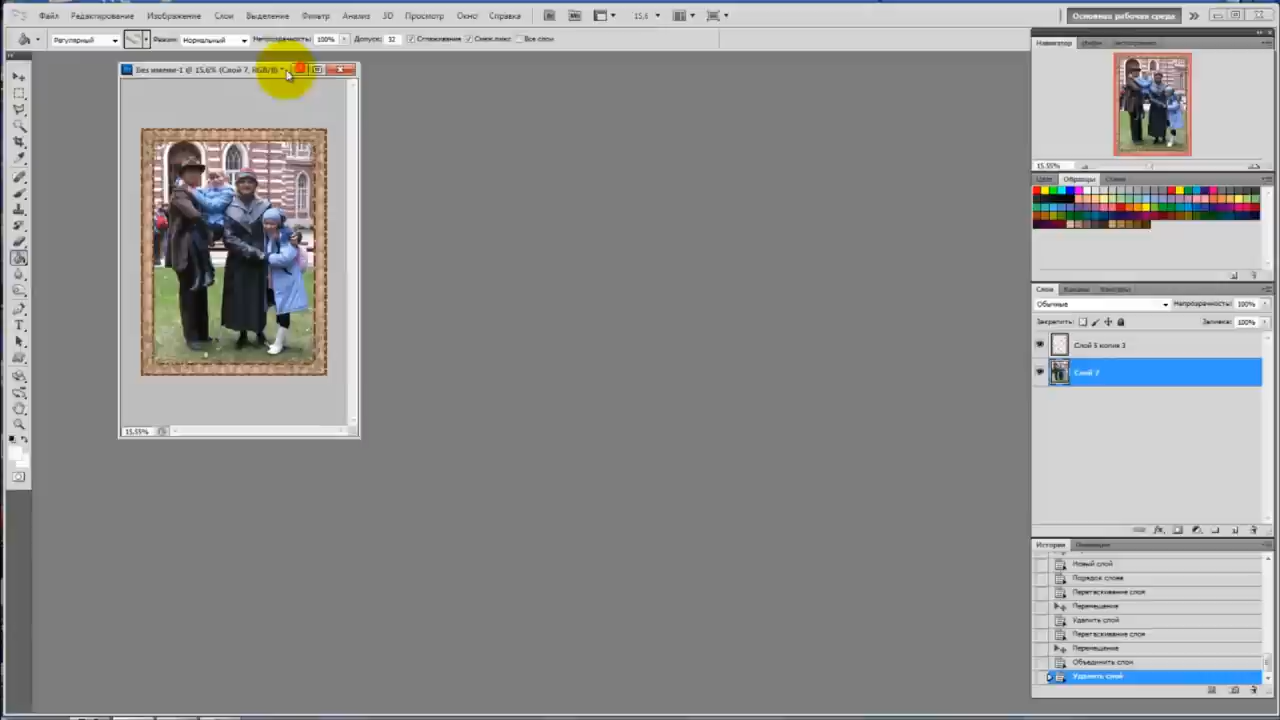 Файл Редактирование Изображение Слои Выделение Фильтр Анализ 3D Просмотр Окно Справка 15,6 Основная рабочая среда
Регулярный Режим: Нормальный Непрозрачность: 100% Допуск: 32 Сглаживание Смеж.пикс Все слои
Навигатор Инфо
Без имени-1 @ 15,6% (Слой 7, RGB/8) *
15.55%
Цвет Образцы Стили
Слои Каналы Контуры
Обычные Непрозрачность: 100%
Закрепить: Заливка: 100%
Слой 5 копия 3
Слой 7
15.55%
История
Новый слой
Порядок слоев
Перетаскивание слоя
Перемещение
Удалить слой
Перетаскивание слоя
Перемещение
Объединить слои
Удалить слой